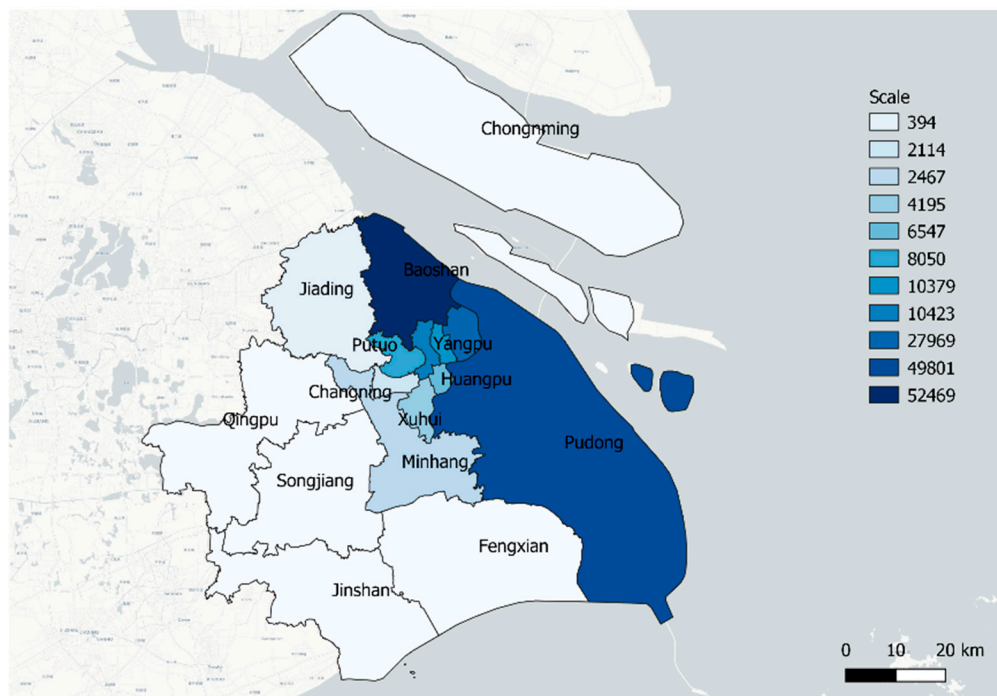 Scale
394
2114
2467
4195
6547
8050
10379
10423
27969
49801
52469
Chongnming
Baoshan
Jiading
Putuo
Yangpu
Changning
Huangpu
Xuhui
Qingpu
Pudong
Minhang
Songjiang
Fengxian
Jinshan
0 10 20 km